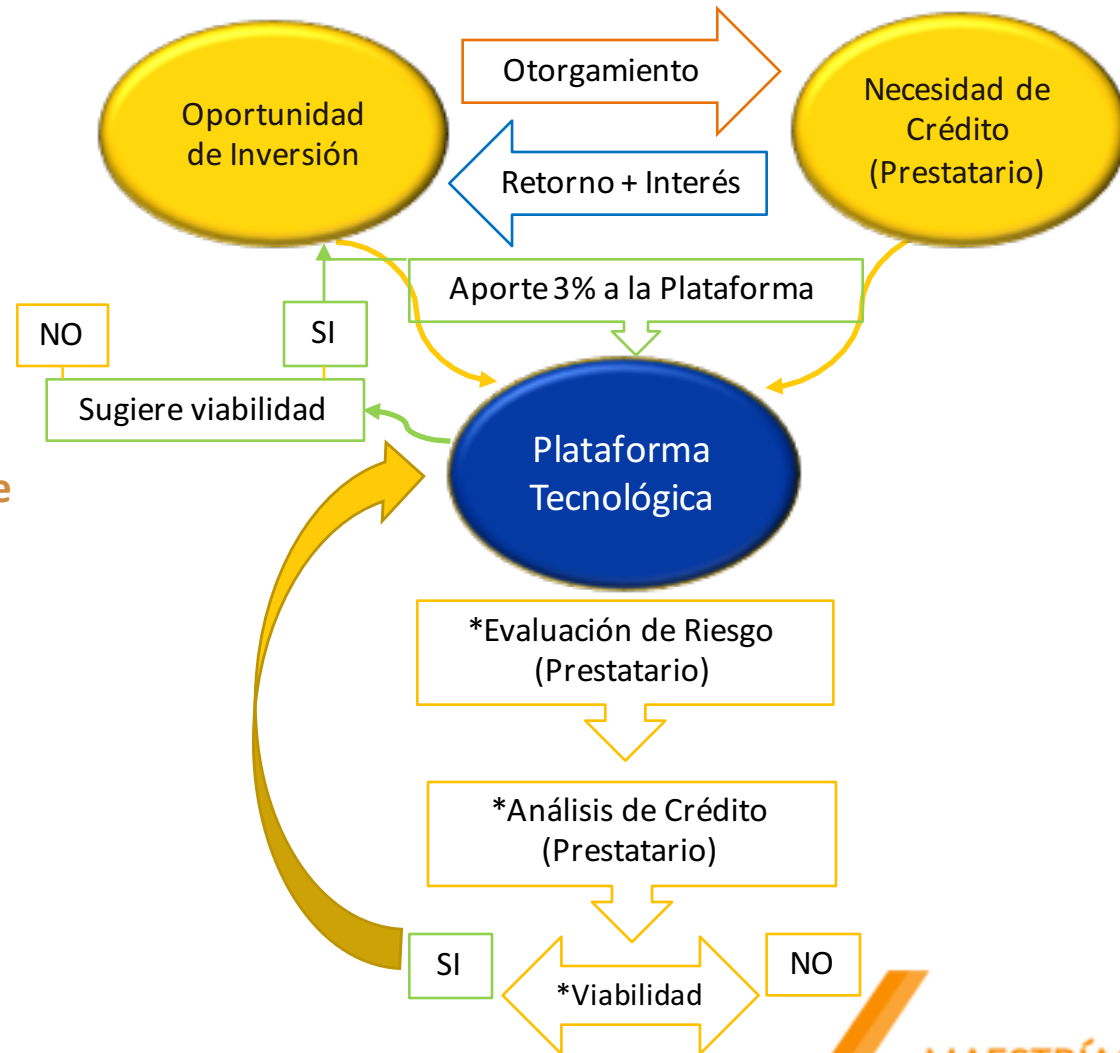 Oportunidad
de Inversión
Otorgamiento
Necesidad de
Crédito
(Prestatario)
Retorno + Interés
Aporte 3% a la Plataforma
NO
SI
Sugiere viabilidad
Plataforma
Tecnológica
e
*Evaluación de Riesgo
(Prestatario)
*Análisis de Crédito
(Prestatario)
SI
*Viabilidad
NO